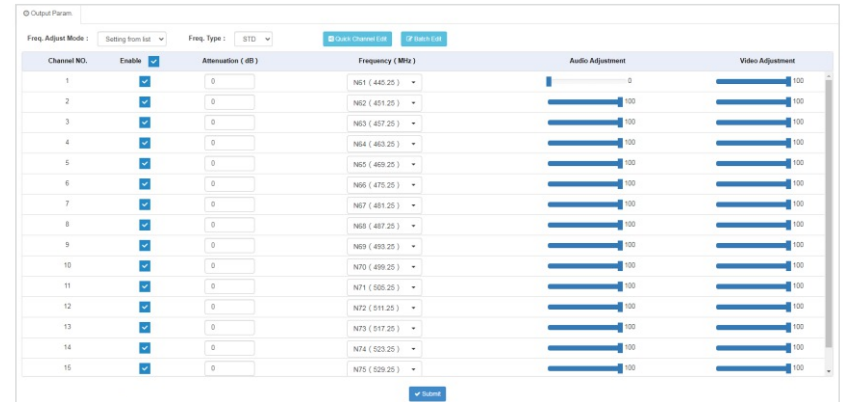 Output Param.
Freq. Adjust Mode : Setting from list Freq. Type : STD Quick Channel Edit Batch Edit
Channel NO. Enable Attenuation ( dB ) Frequency ( MHz ) Audio Adjustment Video Adjustment
1 0 N61 ( 445.25 ) 0 100
2 0 N62 ( 451.25 ) 100 100
3 0 N63 ( 457.25 ) 100 100
4 0 N64 ( 463.25 ) 100 100
5 0 N65 ( 469.25 ) 100 100
6 0 N66 ( 475.25 ) 100 100
7 0 N67 ( 481.25 ) 100 100
8 0 N68 ( 487.25 ) 100 100
9 0 N69 ( 493.25 ) 100 100
10 0 N70 ( 499.25 ) 100 100
11 0 N71 ( 505.25 ) 100 100
12 0 N72 ( 511.25 ) 100 100
13 0 N73 ( 517.25 ) 100 100
14 0 N74 ( 523.25 ) 100 100
15 0 N75 ( 529.25 ) 100 100
Submit